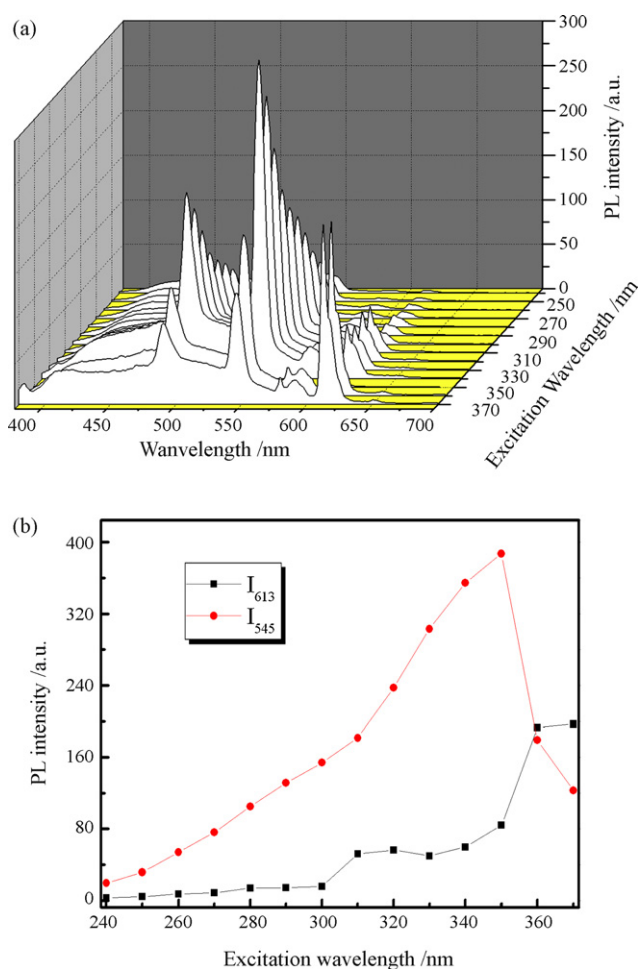 (a)
300
250
200
150
100
50
0
PL intensity /a.u.
250
270
290
310
330
350
370
Excitation Wavelength /nm
400 450 500 550 600 650 700
Wanvelength /nm
(b)
400
320
240
160
80
0
PL intensity /a.u.
I613
I545
240 260 280 300 320 340 360
Excitation wavelength /nm